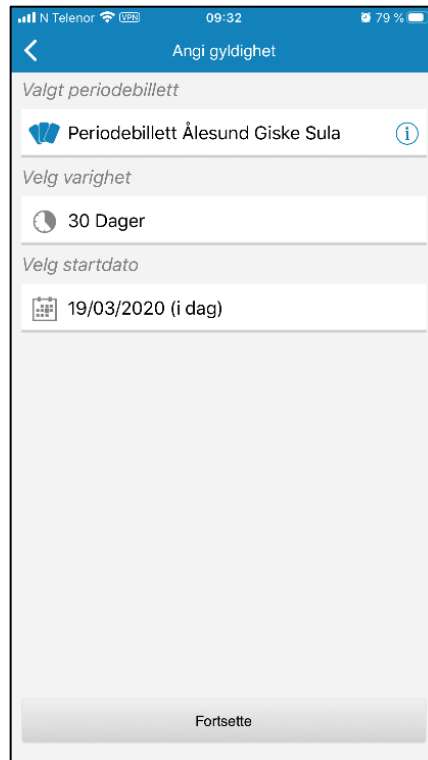 N Telenor VPN 09:32 79 %
Angi gyldighet
Valgt periodebillett
Periodebillett Ålesund Giske Sula i
Velg varighet
30 Dager
Velg startdato
19/03/2020 (i dag)
Fortsette